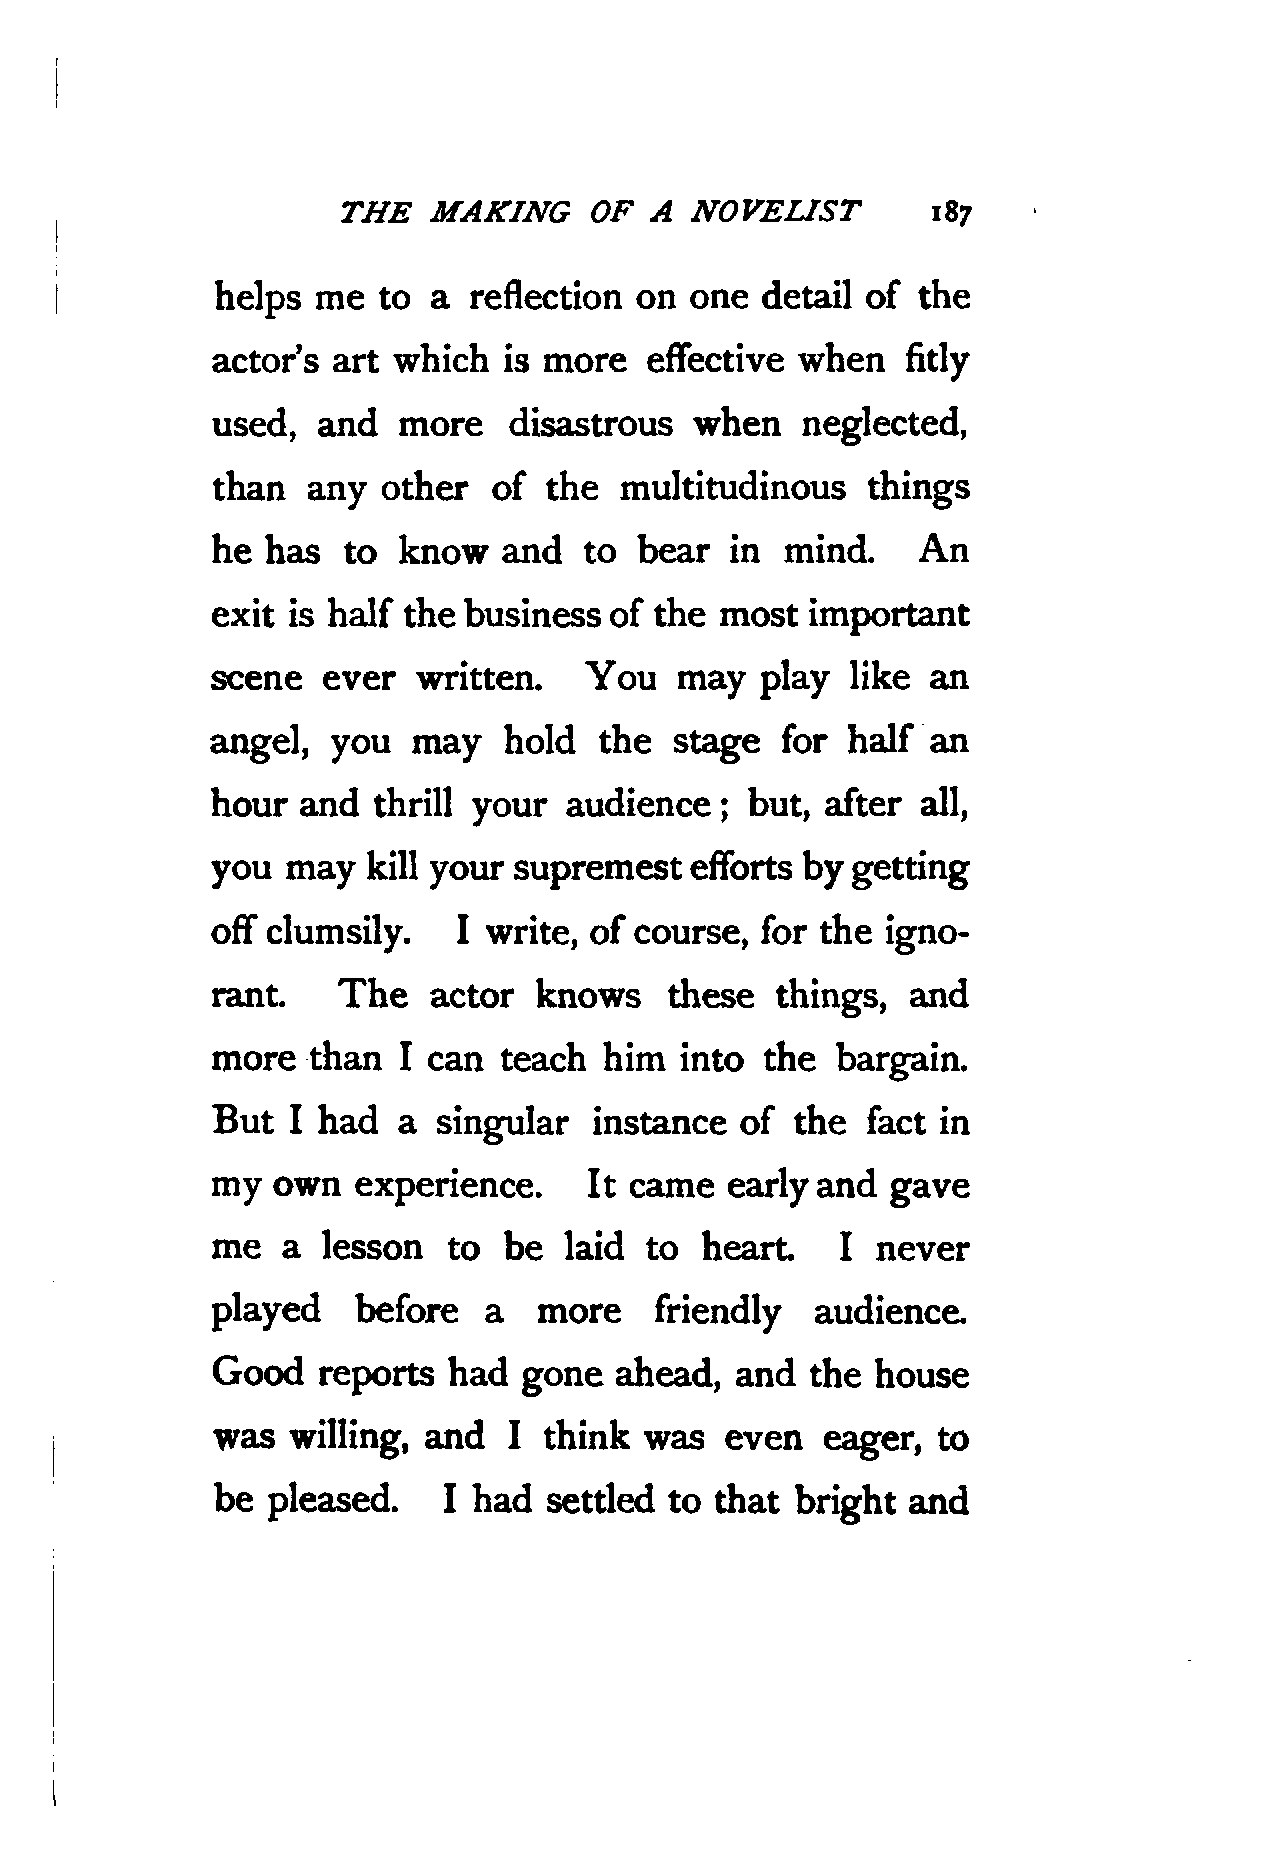 THE MAKING OF A NOVELIST 187
helps me to a reflection on one detail of the
actor's art which is more effective when fitly
used, and more disastrous when neglected,
than any other of the multitudinous things
he has to know and to bear in mind. An
exit is half the business of the most important
scene ever written. You may play like an
angel, you may hold the stage for half an
hour and thrill your audience; but, after all,
you may kill your supremest efforts by getting
off clumsily. I write, of course, for the igno-
rant. The actor knows these things, and
more than I can teach him into the bargain.
But I had a singular instance of the fact in
my own experience. It came early and gave
me a lesson to be laid to heart. I never
played before a more friendly audience.
Good reports had gone ahead, and the house
was willing, and I think was even eager, to
be pleased. I had settled to that bright and